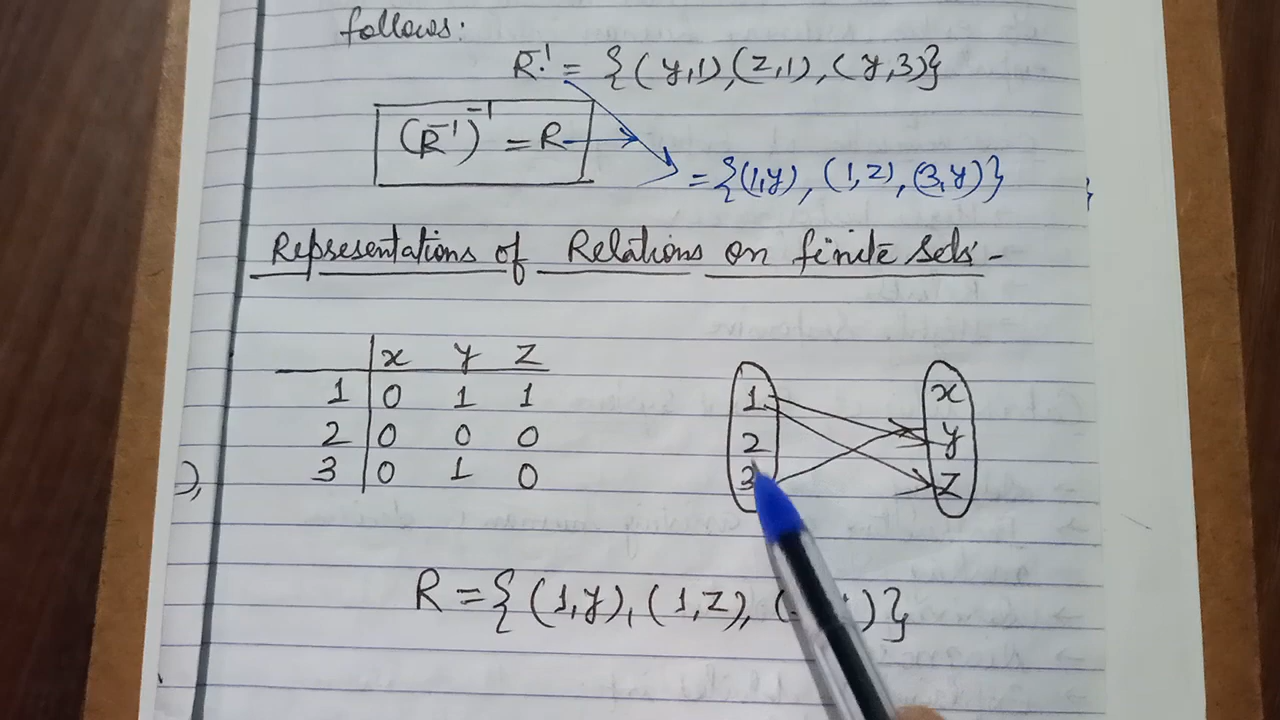 follows:
R⁻¹ = {(y,1),(z,1),(y,3)}
(R⁻¹)⁻¹ = R
= {(1,y), (1,z), (3,y)}
Representations of Relations on finite sets -
x y z
1 0 1 1
2 0 0 0
3 0 1 0
1 x
2 y
3 z
),
R = {(1,y),(1,z), ( )}